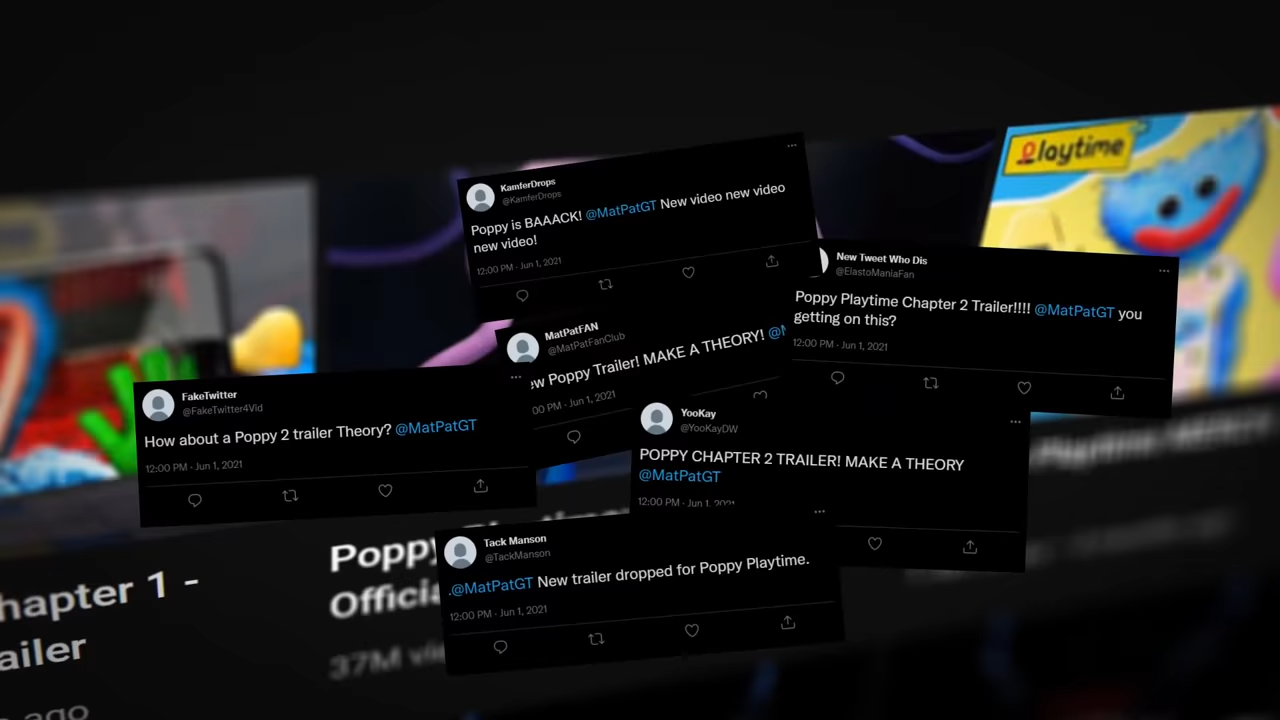 Playtime
KamferDrops
@KamferDrops
Poppy is BAAACK! @MatPatGT New video new video
new video!
12:00 PM · Jun 1, 2021
New Tweet Who Dis
@ElastoManiaFan
Poppy Playtime Chapter 2 Trailer!!!! @MatPatGT you
getting on this?
12:00 PM · Jun 1, 2021
MatPatFAN
@MatPatFanClub
Poppy Trailer! MAKE A THEORY!
PM · Jun 1, 2021
FakeTwitter
@FakeTwitter4Vid
How about a Poppy 2 trailer Theory? @MatPatGT
12:00 PM · Jun 1, 2021
YooKay
@YooKayDW
POPPY CHAPTER 2 TRAILER! MAKE A THEORY
@MatPatGT
12:00 PM · Jun 1, 2021
Tack Manson
@TackManson
.@MatPatGT New trailer dropped for Poppy Playtime.
12:00 PM · Jun 1, 2021
hapter 1 -
ailer
ago
Poppy
Officia
37M vie